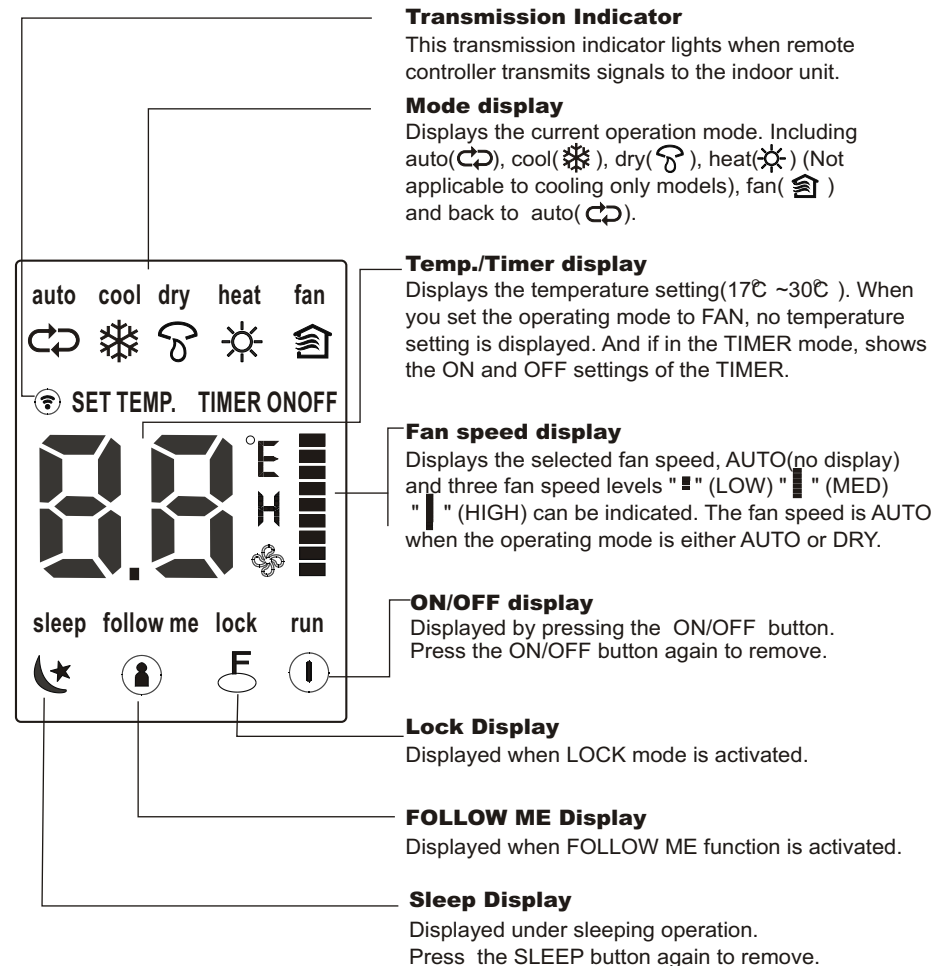 Transmission Indicator
This transmission indicator lights when remote
controller transmits signals to the indoor unit.
Mode display
Displays the current operation mode. Including
auto( ), cool( ), dry( ), heat( ) (Not
applicable to cooling only models), fan( )
and back to auto( ).
Temp./Timer display
Displays the temperature setting(17℃ ~30℃ ). When
you set the operating mode to FAN, no temperature
setting is displayed. And if in the TIMER mode, shows
the ON and OFF settings of the TIMER.
Fan speed display
Displays the selected fan speed, AUTO(no display)
and three fan speed levels " " (LOW) " " (MED)
" " (HIGH) can be indicated. The fan speed is AUTO
when the operating mode is either AUTO or DRY.
ON/OFF display
Displayed by pressing the ON/OFF button.
Press the ON/OFF button again to remove.
Lock Display
Displayed when LOCK mode is activated.
FOLLOW ME Display
Displayed when FOLLOW ME function is activated.
Sleep Display
Displayed under sleeping operation.
Press the SLEEP button again to remove.
auto cool dry heat fan
SET TEMP. TIMER ONOFF
8.8 °E
H
sleep follow me lock run
F